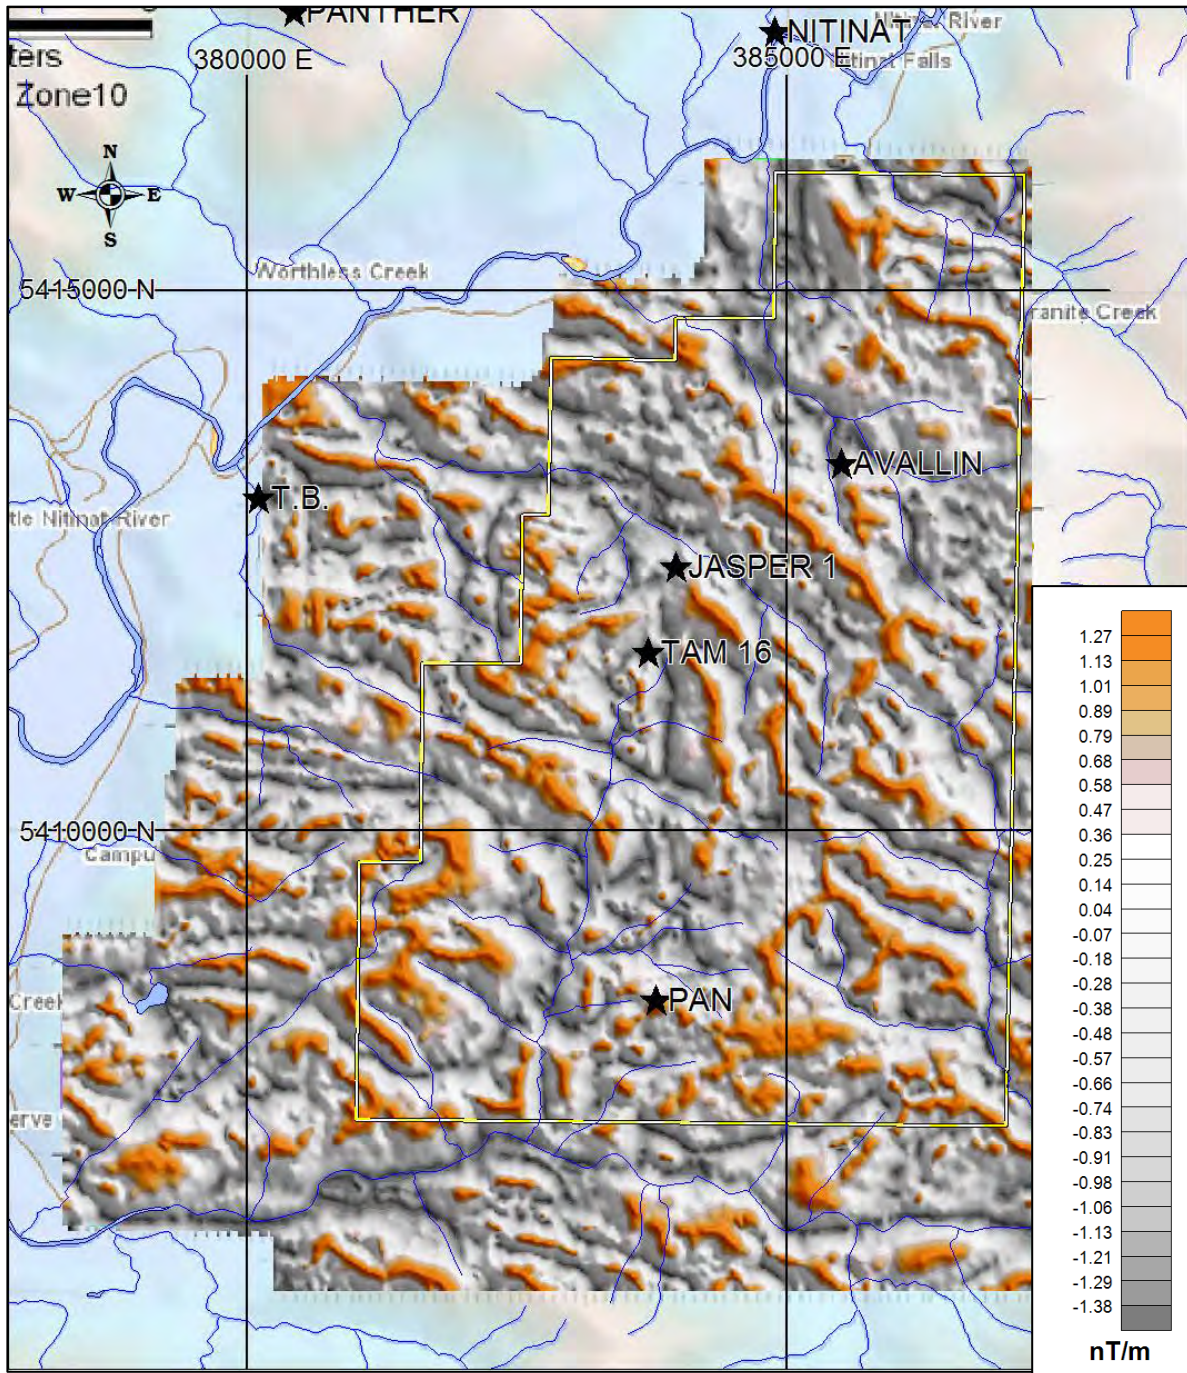 PANTHER
NITINAT
Nitinat River
ters
380000 E
385000 E
Nitinat Falls
Zone10
N
W E
S
Worthless Creek
5415000 N
ranite Creek
AVALLIN
T.B.
tle Nitinat River
JASPER 1
TAM 16
5410000 N
Campu
Creek
PAN
erve
1.27
1.13
1.01
0.89
0.79
0.68
0.58
0.47
0.36
0.25
0.14
0.04
-0.07
-0.18
-0.28
-0.38
-0.48
-0.57
-0.66
-0.74
-0.83
-0.91
-0.98
-1.06
-1.13
-1.21
-1.29
-1.38
nT/m